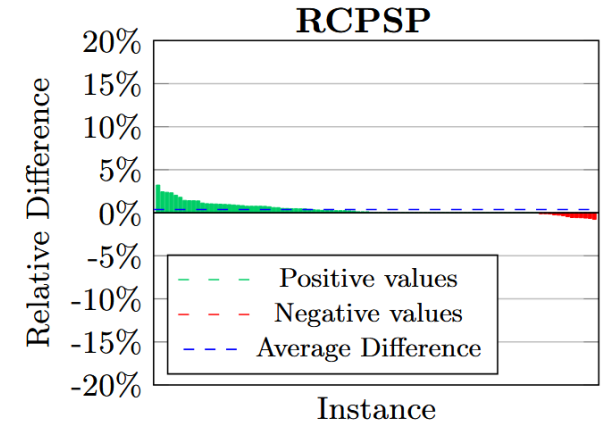 RCPSP
20%
15%
10%
5%
0%
-5%
-10%
-15%
-20%
Relative Difference
Positive values
Negative values
Average Difference
Instance